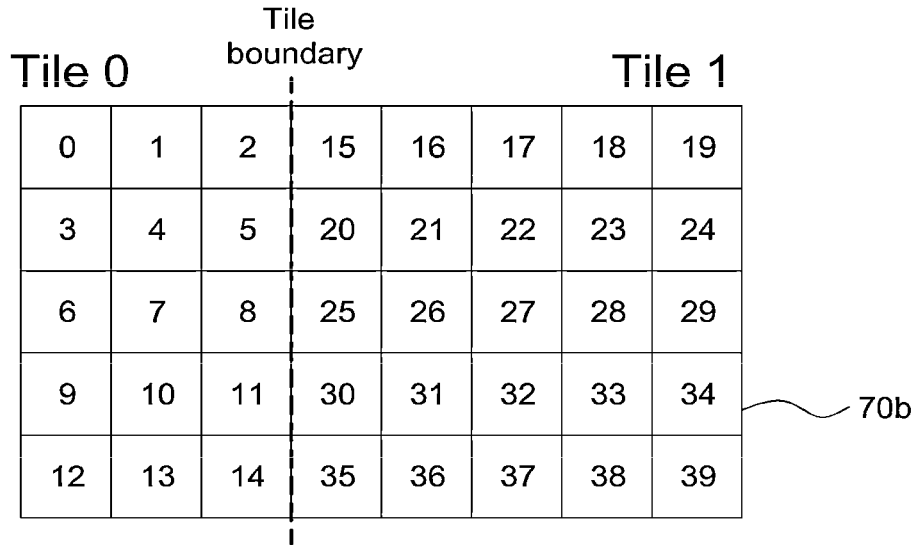 Tile
boundary
Tile 0
Tile 1
0 1 2 15 16 17 18 19
3 4 5 20 21 22 23 24
6 7 8 25 26 27 28 29
9 10 11 30 31 32 33 34
70b
12 13 14 35 36 37 38 39